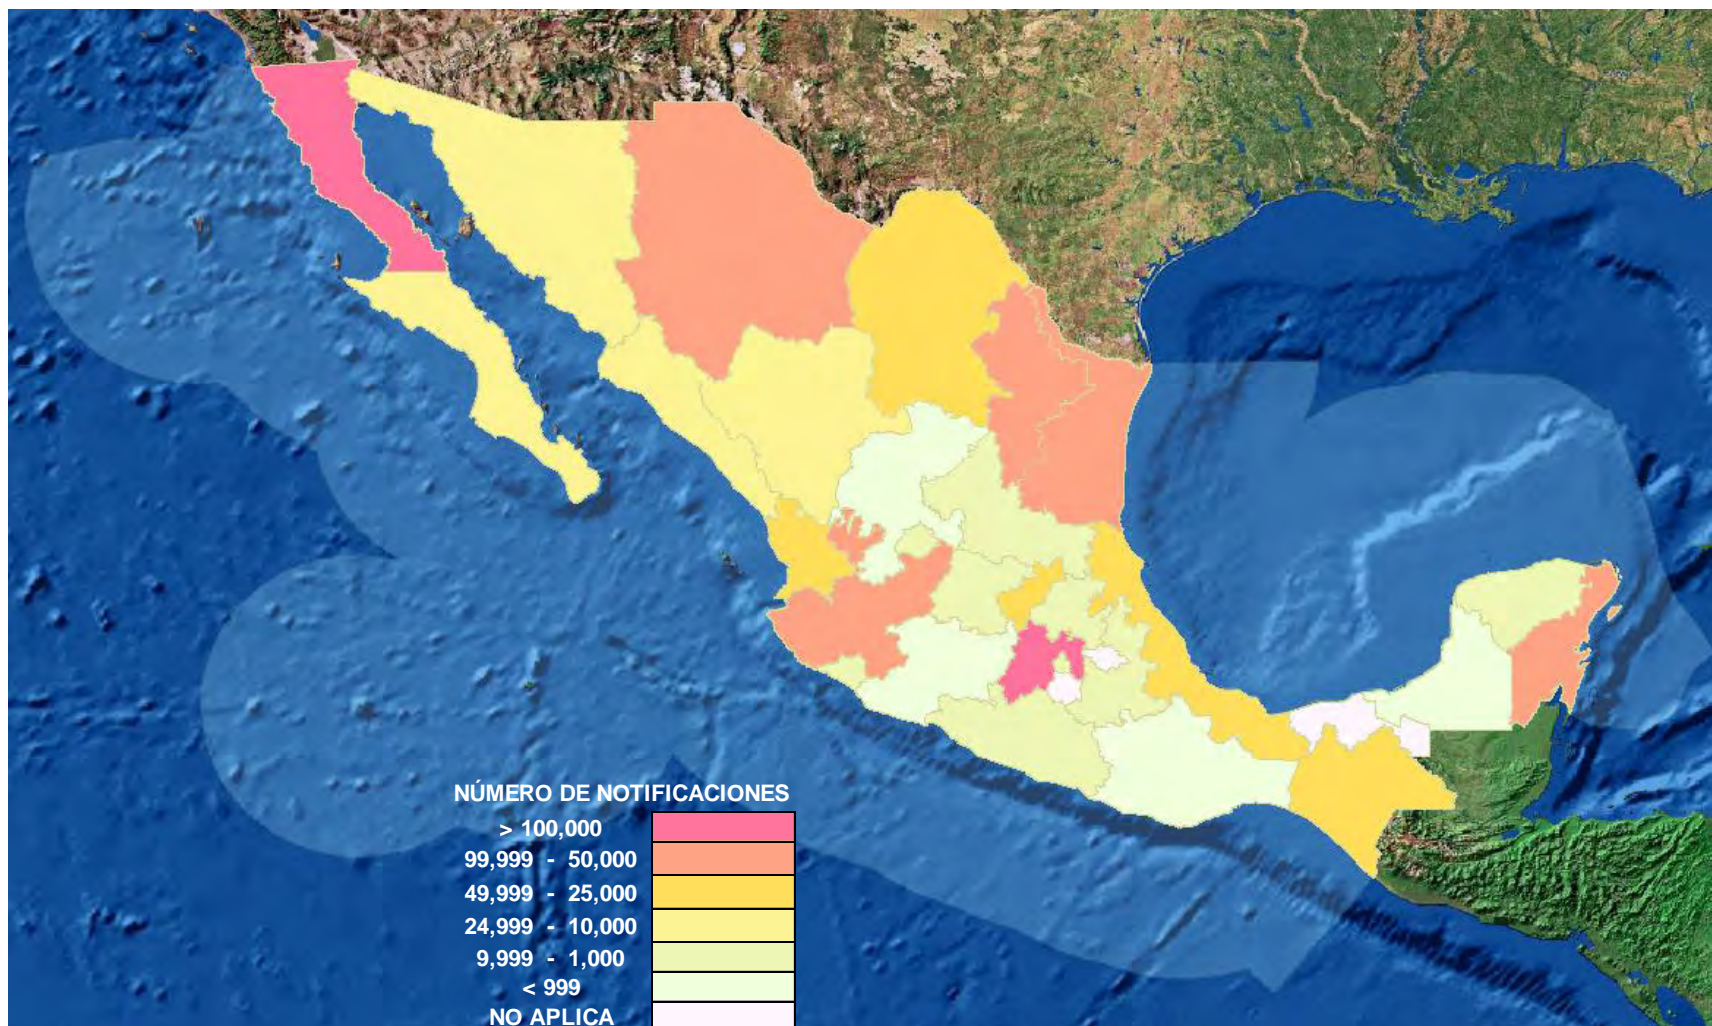 NÚMERO DE NOTIFICACIONES
> 100,000
99,999 - 50,000
49,999 - 25,000
24,999 - 10,000
9,999 - 1,000
< 999
NO APLICA